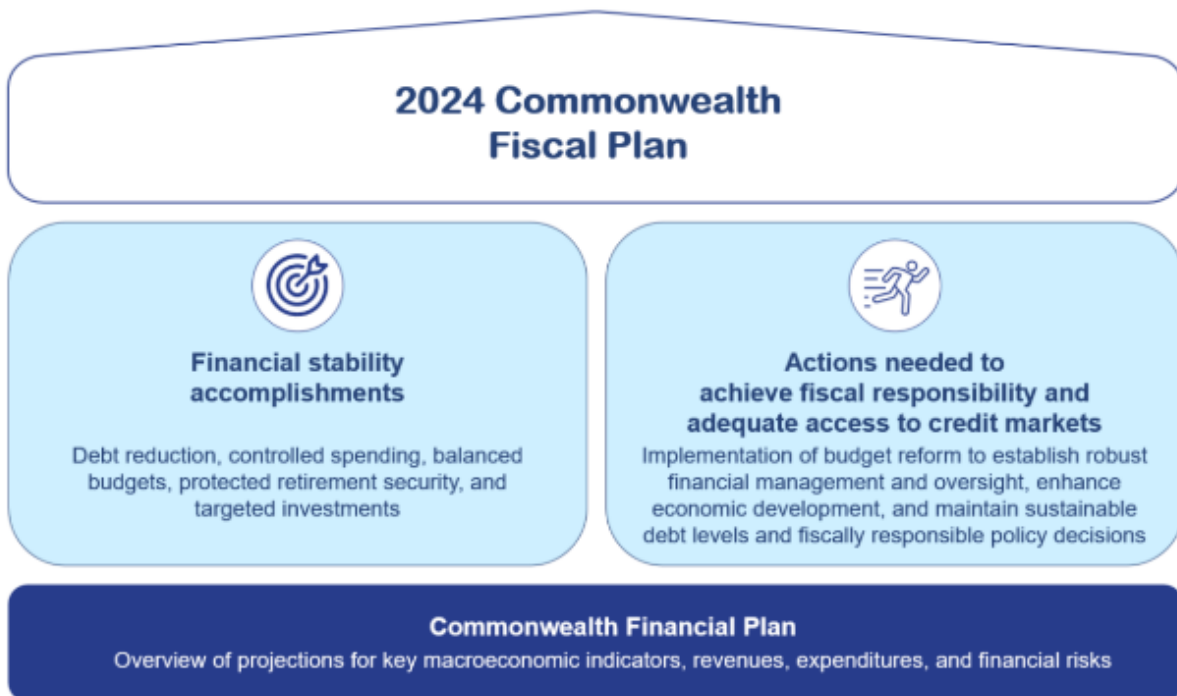 2024 Commonwealth
Fiscal Plan
Financial stability
accomplishments
Debt reduction, controlled spending, balanced
budgets, protected retirement security, and
targeted investments
Actions needed to
achieve fiscal responsibility and
adequate access to credit markets
Implementation of budget reform to establish robust
financial management and oversight, enhance
economic development, and maintain sustainable
debt levels and fiscally responsible policy decisions
Commonwealth Financial Plan
Overview of projections for key macroeconomic indicators, revenues, expenditures, and financial risks